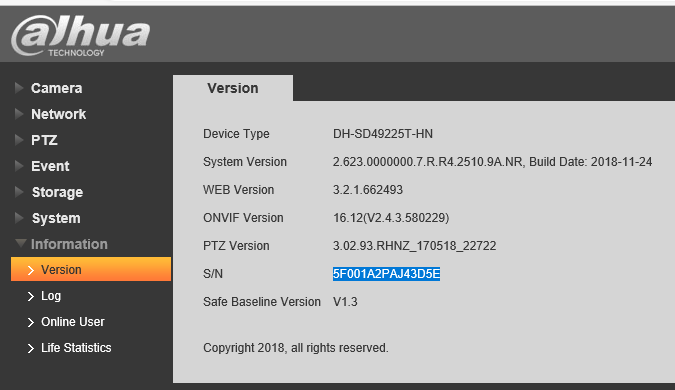 alhua
TECHNOLOGY
Camera
Network
PTZ
Event
Storage
System
Information
Version
Log
Online User
Life Statistics
Version
Device Type DH-SD49225T-HN
System Version 2.623.0000000.7.R.R4.2510.9A.NR, Build Date: 2018-11-24
WEB Version 3.2.1.662493
ONVIF Version 16.12(V2.4.3.580229)
PTZ Version 3.02.93.RHNZ_170518_22722
S/N 5F001A2PAJ43D5E
Safe Baseline Version V1.3
Copyright 2018, all rights reserved.